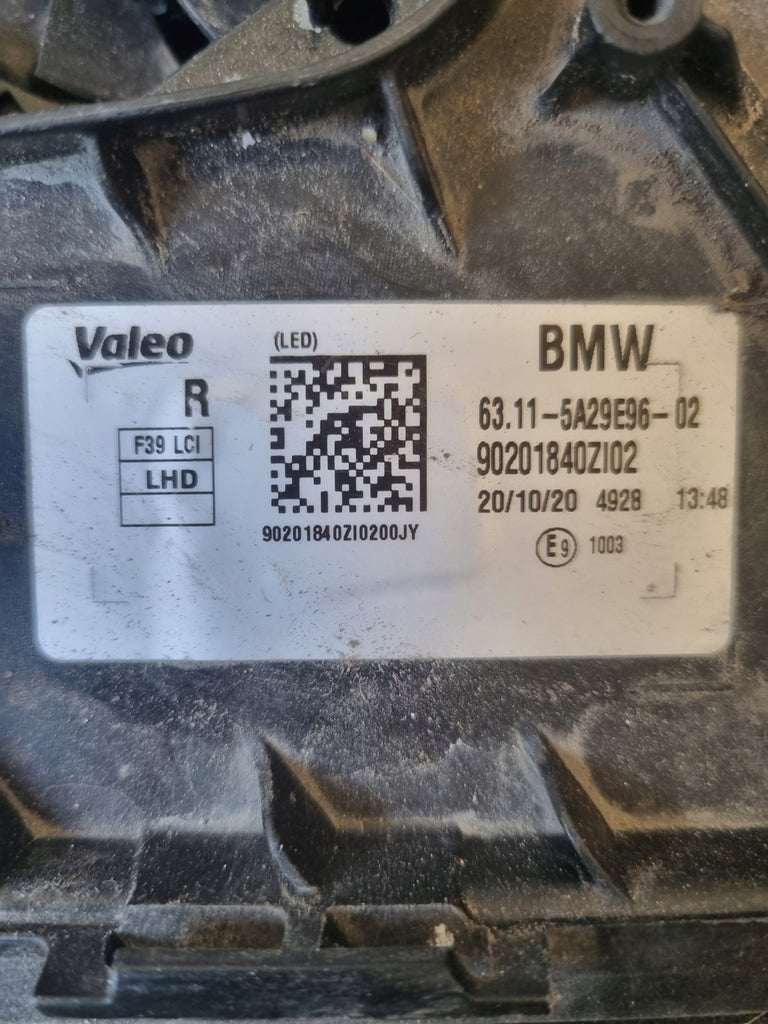 Valeo
R
F39 LCI
LHD
(LED)
90201840ZI0200JY
BMW
63.11-5A29E96-02
90201840ZI02
20/10/20 4928 13:48
E9 1003